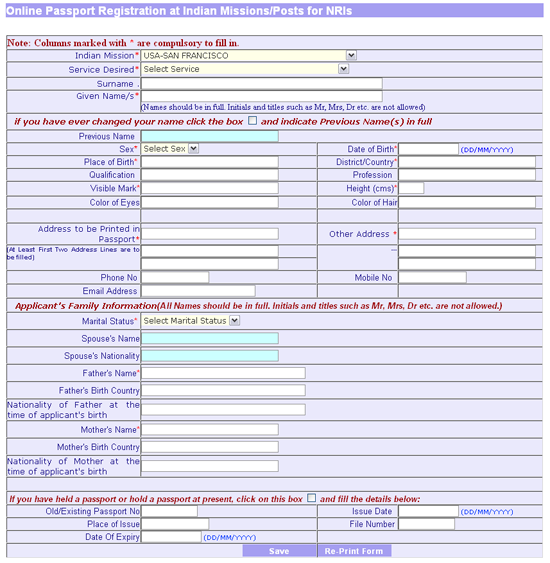 Online Passport Registration at Indian Missions/Posts for NRIs
Note: Columns marked with * are compulsory to fill in.
Indian Mission* USA-SAN FRANCISCO
Service Desired* Select Service
Surname .
Given Name/s*
(Names should be in full. Initials and titles such as Mr, Mrs, Dr etc. are not allowed)
if you have ever changed your name click the box and indicate Previous Name(s) in full
Previous Name
Sex* Select Sex Date of Birth* (DD/MM/YYYY)
Place of Birth* District/Country*
Qualification Profession
Visible Mark* Height (cms)*
Color of Eyes Color of Hair
Address to be Printed in
Passport*
Other Address *
(At Least First Two Address Lines are to
be filled)
---
Phone No Mobile No
Email Address
Applicant's Family Information(All Names should be in full. Initials and titles such as Mr, Mrs, Dr etc. are not allowed.)
Marital Status* Select Marital Status
Spouse's Name
Spouse's Nationality
Father's Name*
Father's Birth Country
Nationality of Father at the
time of applicant's birth
Mother's Name*
Mother's Birth Country
Nationality of Mother at the
time of applicant's birth
If you have held a passport or hold a passport at present, click on this box and fill the details below:
Old/Existing Passport No Issue Date (DD/MM/YYYY)
Place of Issue File Number
Date Of Expiry (DD/MM/YYYY)
Save Re-Print Form